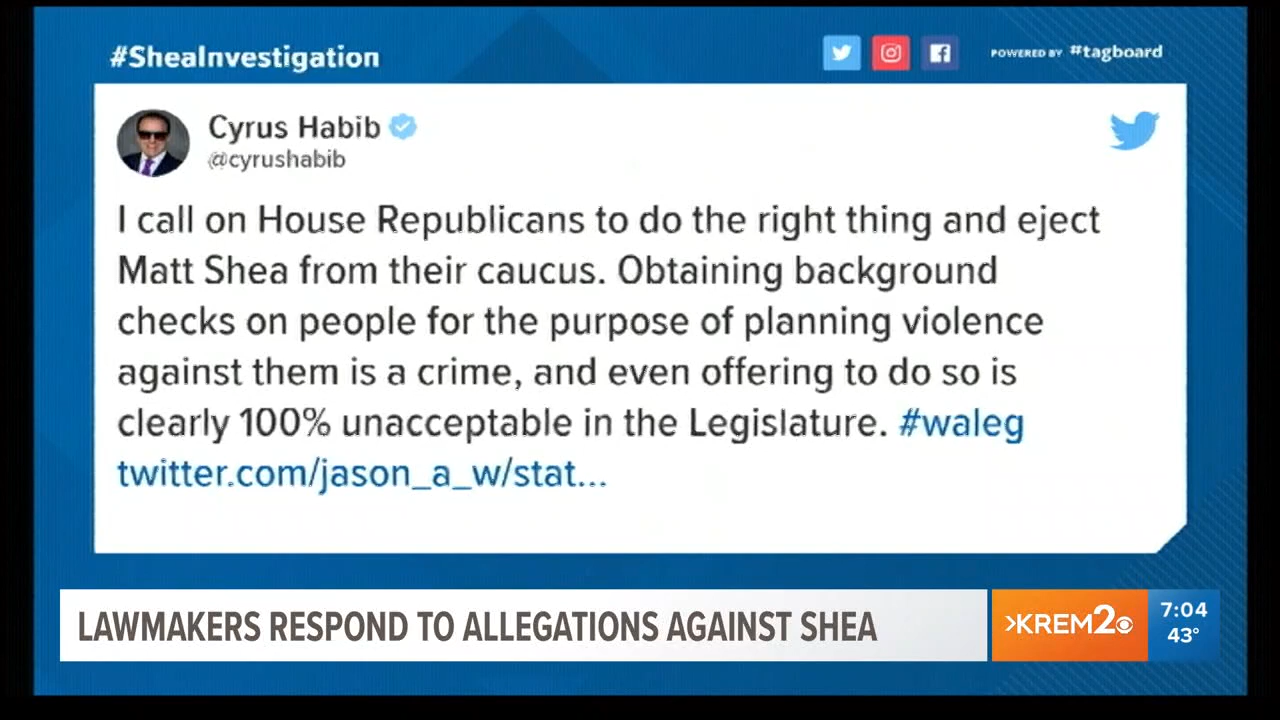 #SheaInvestigation
POWERED BY #tagboard
Cyrus Habib
@cyrushabib
I call on House Republicans to do the right thing and eject
Matt Shea from their caucus. Obtaining background
checks on people for the purpose of planning violence
against them is a crime, and even offering to do so is
clearly 100% unacceptable in the Legislature. #waleg
twitter.com/jason_a_w/stat...
LAWMAKERS RESPOND TO ALLEGATIONS AGAINST SHEA
KREM2
7:04
43°